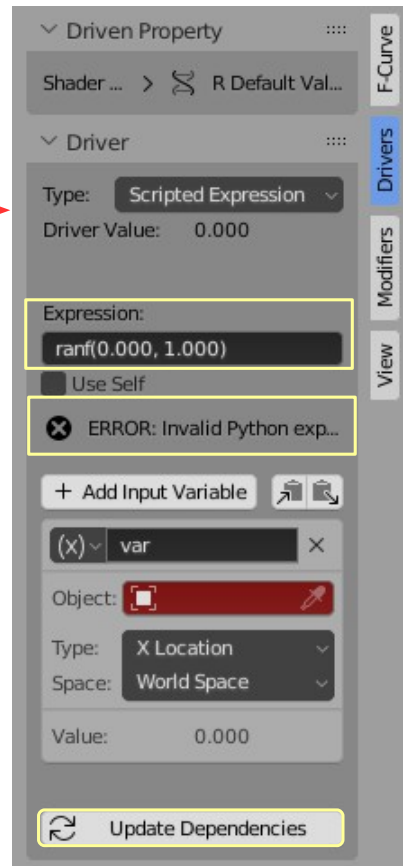 Driven Property
Shader ... > R Default Val...
Driver
Type: Scripted Expression
Driver Value: 0.000
Expression:
ranf(0.000, 1.000)
Use Self
ERROR: Invalid Python exp...
+ Add Input Variable
(x) var
Object:
Type: X Location
Space: World Space
Value: 0.000
Update Dependencies
F-Curve
Drivers
Modifiers
View